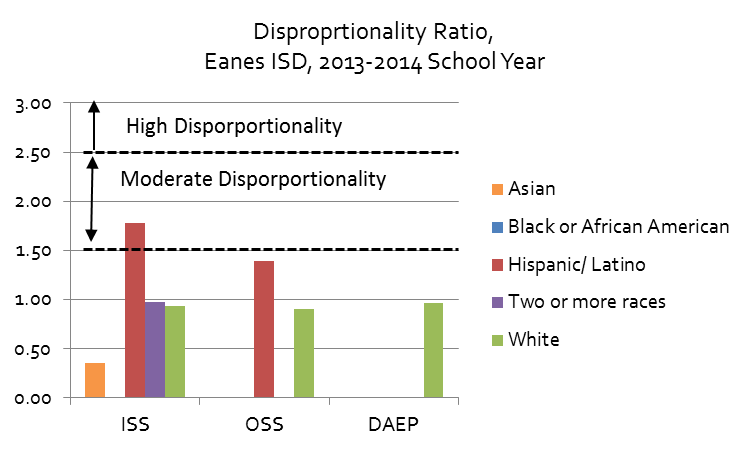 Disproprtionality Ratio,
Eanes ISD, 2013-2014 School Year
3.00
High Disporportionality
2.50
Moderate Disporportionality
2.00
1.50
1.00
0.50
0.00
ISS
OSS
DAEP
Asian
Black or African American
Hispanic/ Latino
Two or more races
White